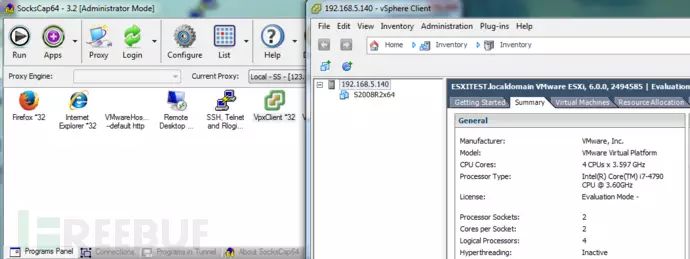 SocksCap64 - 3.2 [Administrator Mode]
Run Apps Proxy Login Configure List Tools
Proxy Engine: Current Proxy: Local - SS - [123.
Firefox *32
Internet Explorer *32
VMwareHos... --default http
Remote Desktop ...
SSH, Telnet and Rlogi...
VpxClient *32
REEBUF
Programs Panel Connections Programs in Tunnel About SocksCap64
192.168.5.140 - vSphere Client
File Edit View Inventory Administration Plug-ins Help
Home Inventory Inventory
192.168.5.140
S2008R2x64
ESXITEST.localdomain VMware ESXi, 6.0.0, 2494585 | Evaluation
Getting Started Summary Virtual Machines Resource Allocation
General
Manufacturer: VMware, Inc.
Model: VMware Virtual Platform
CPU Cores: 4 CPUs x 3.597 GHz
Processor Type: Intel(R) Core(TM) i7-4790 CPU @ 3.60GHz
License: Evaluation Mode -
Processor Sockets: 2
Cores per Socket: 2
Logical Processors: 4
Hyperthreading: Inactive